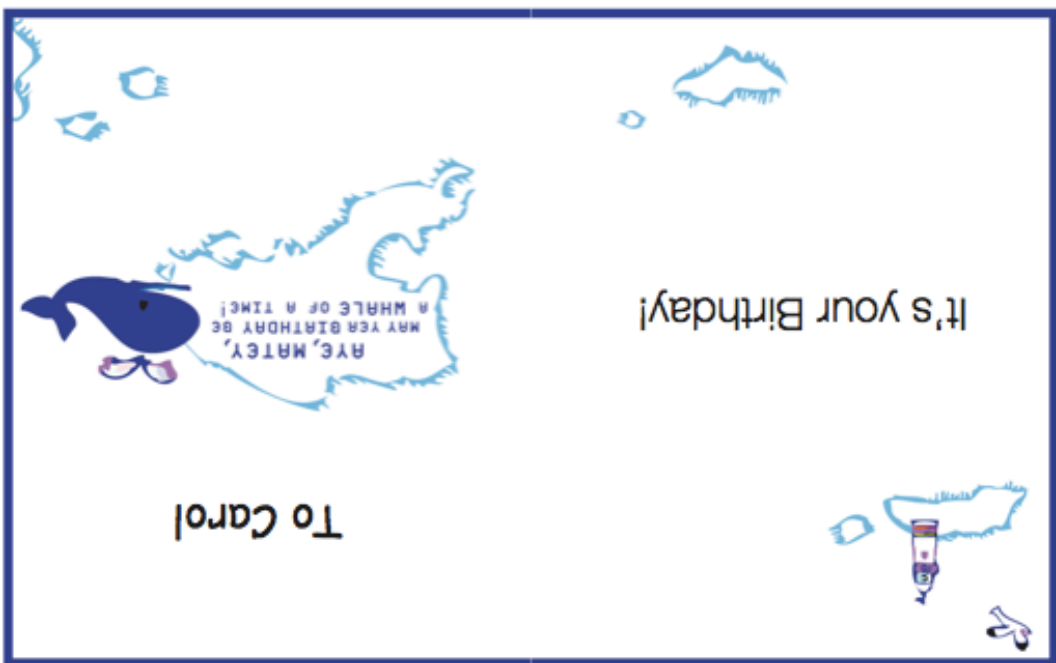 It's your Birthday!
To Carol
AYE, MATEY,
MAY YER BIRTHDAY BE
A WHALE OF A TIME!